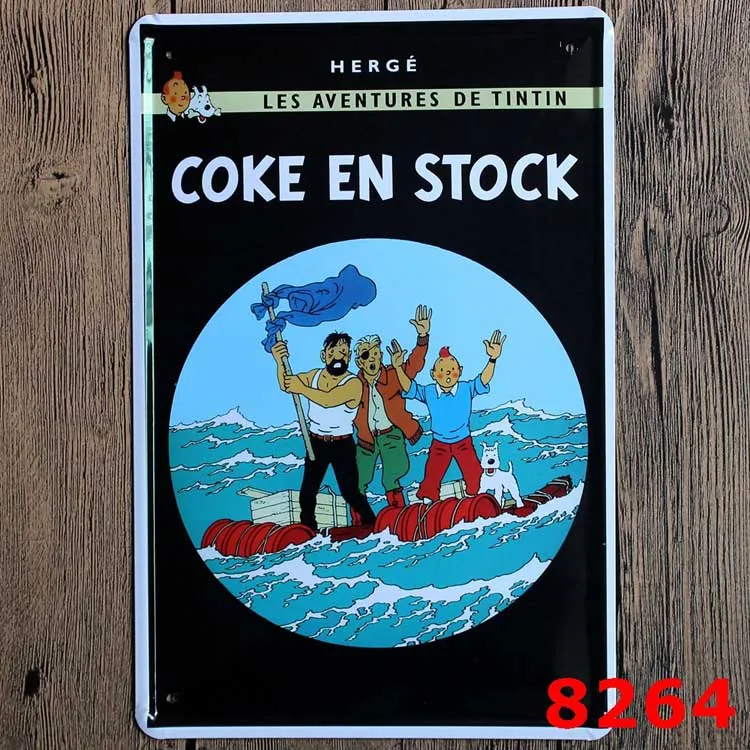 HERGÉ
LES AVENTURES DE TINTIN
COKE EN STOCK
8264